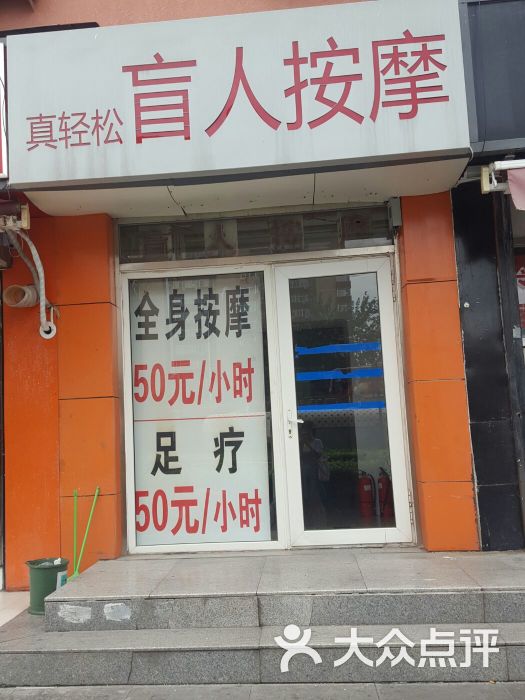 真轻松 盲人按摩
全身按摩
50元/小时
足疗
50元/小时
大众点评